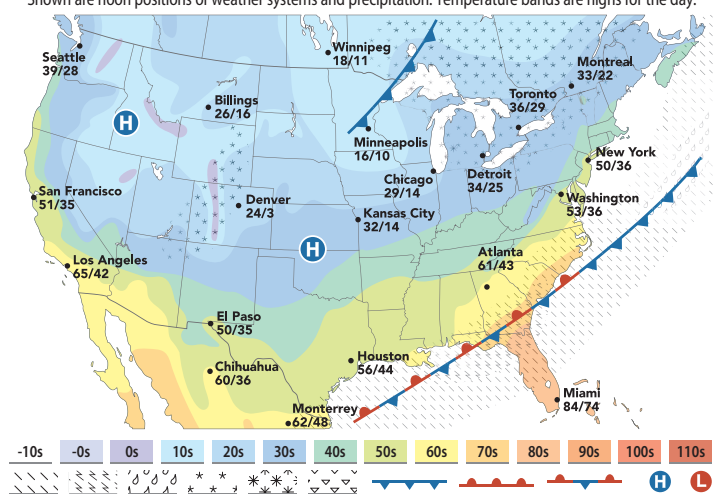 Shown are noon positions of weather systems and precipitation. Temperature bands are highs for the day.
Seattle
39/28
Winnipeg
18/11
Montreal
33/22
Billings
26/16
Toronto
36/29
Minneapolis
16/10
H
New York
50/36
Chicago
29/14
Detroit
34/25
San Francisco
51/35
Denver
24/3
Kansas City
32/14
Washington
53/36
H
Los Angeles
65/42
Atlanta
61/43
El Paso
50/35
Houston
56/44
Chihuahua
60/36
Monterrey
62/48
Miami
84/74
-10s -0s 0s 10s 20s 30s 40s 50s 60s 70s 80s 90s 100s 110s
H L